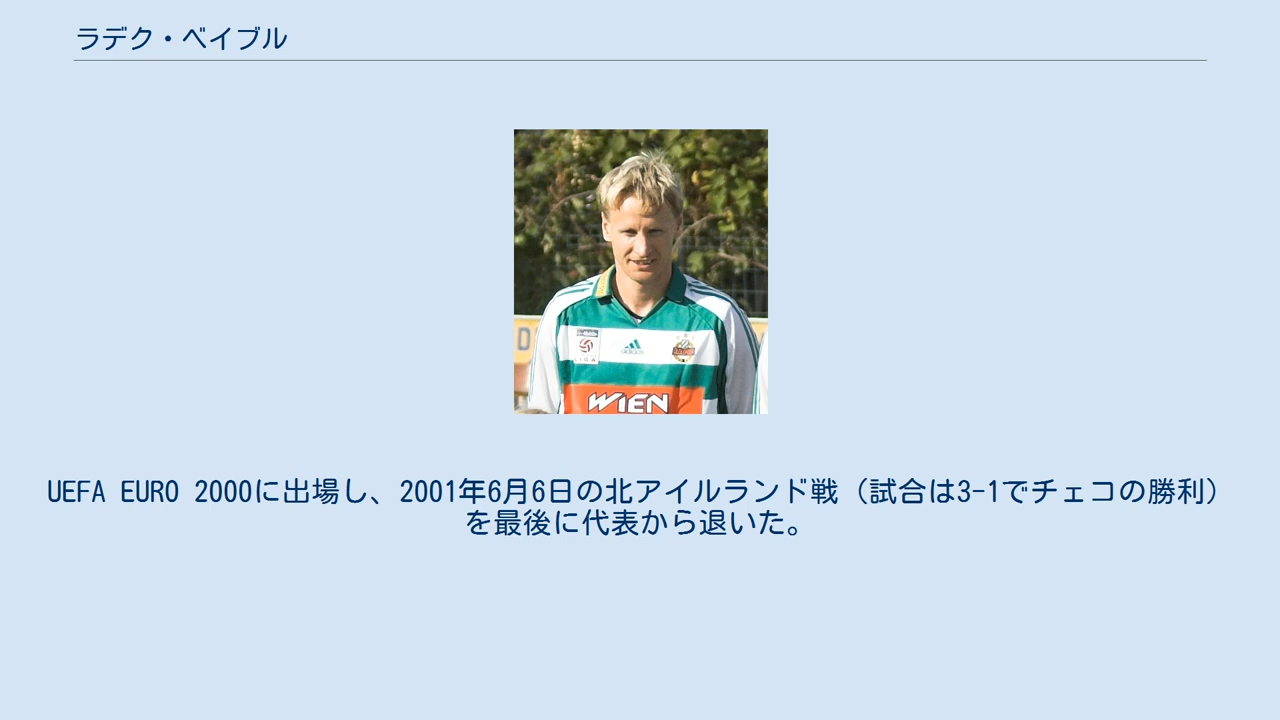 ラデク・ベイブル
D
LIGA
adidas
WIEN
UEFA EURO 2000に出場し、2001年6月6日の北アイルランド戦（試合は3-1でチェコの勝利）
を最後に代表から退いた。